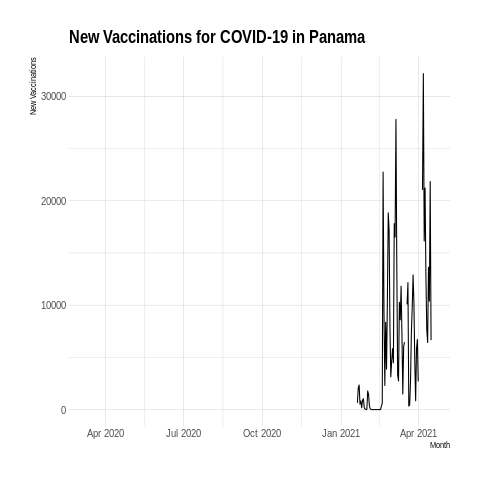 New Vaccinations for COVID-19 in Panama
New Vaccinations
30000
20000
10000
0
Apr 2020 Jul 2020 Oct 2020 Jan 2021 Apr 2021
Month